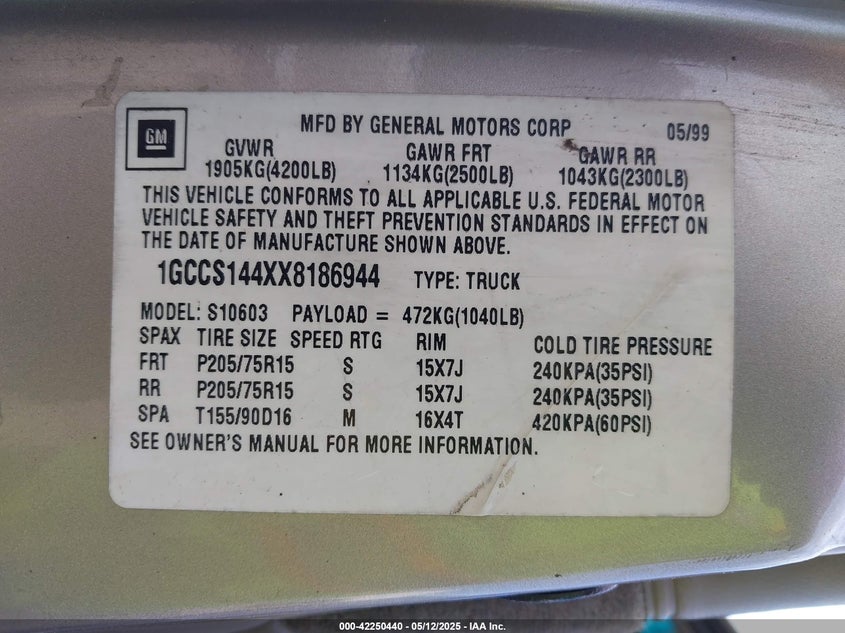 GM
MFD BY GENERAL MOTORS CORP 05/99
GVWR GAWR FRT GAWR RR
1905KG(4200LB) 1134KG(2500LB) 1043KG(2300LB)
THIS VEHICLE CONFORMS TO ALL APPLICABLE U.S. FEDERAL MOTOR
VEHICLE SAFETY AND THEFT PREVENTION STANDARDS IN EFFECT ON
THE DATE OF MANUFACTURE SHOWN ABOVE.
1GCCS144XX8186944 TYPE: TRUCK
MODEL: S10603 PAYLOAD = 472KG(1040LB)
SPAX TIRE SIZE SPEED RTG RIM COLD TIRE PRESSURE
FRT P205/75R15 S 15X7J 240KPA(35PSI)
RR P205/75R15 S 15X7J 240KPA(35PSI)
SPA T155/90D16 M 16X4T 420KPA(60PSI)
SEE OWNER'S MANUAL FOR MORE INFORMATION.
000-42250440 - 05/12/2025 - IAA Inc.